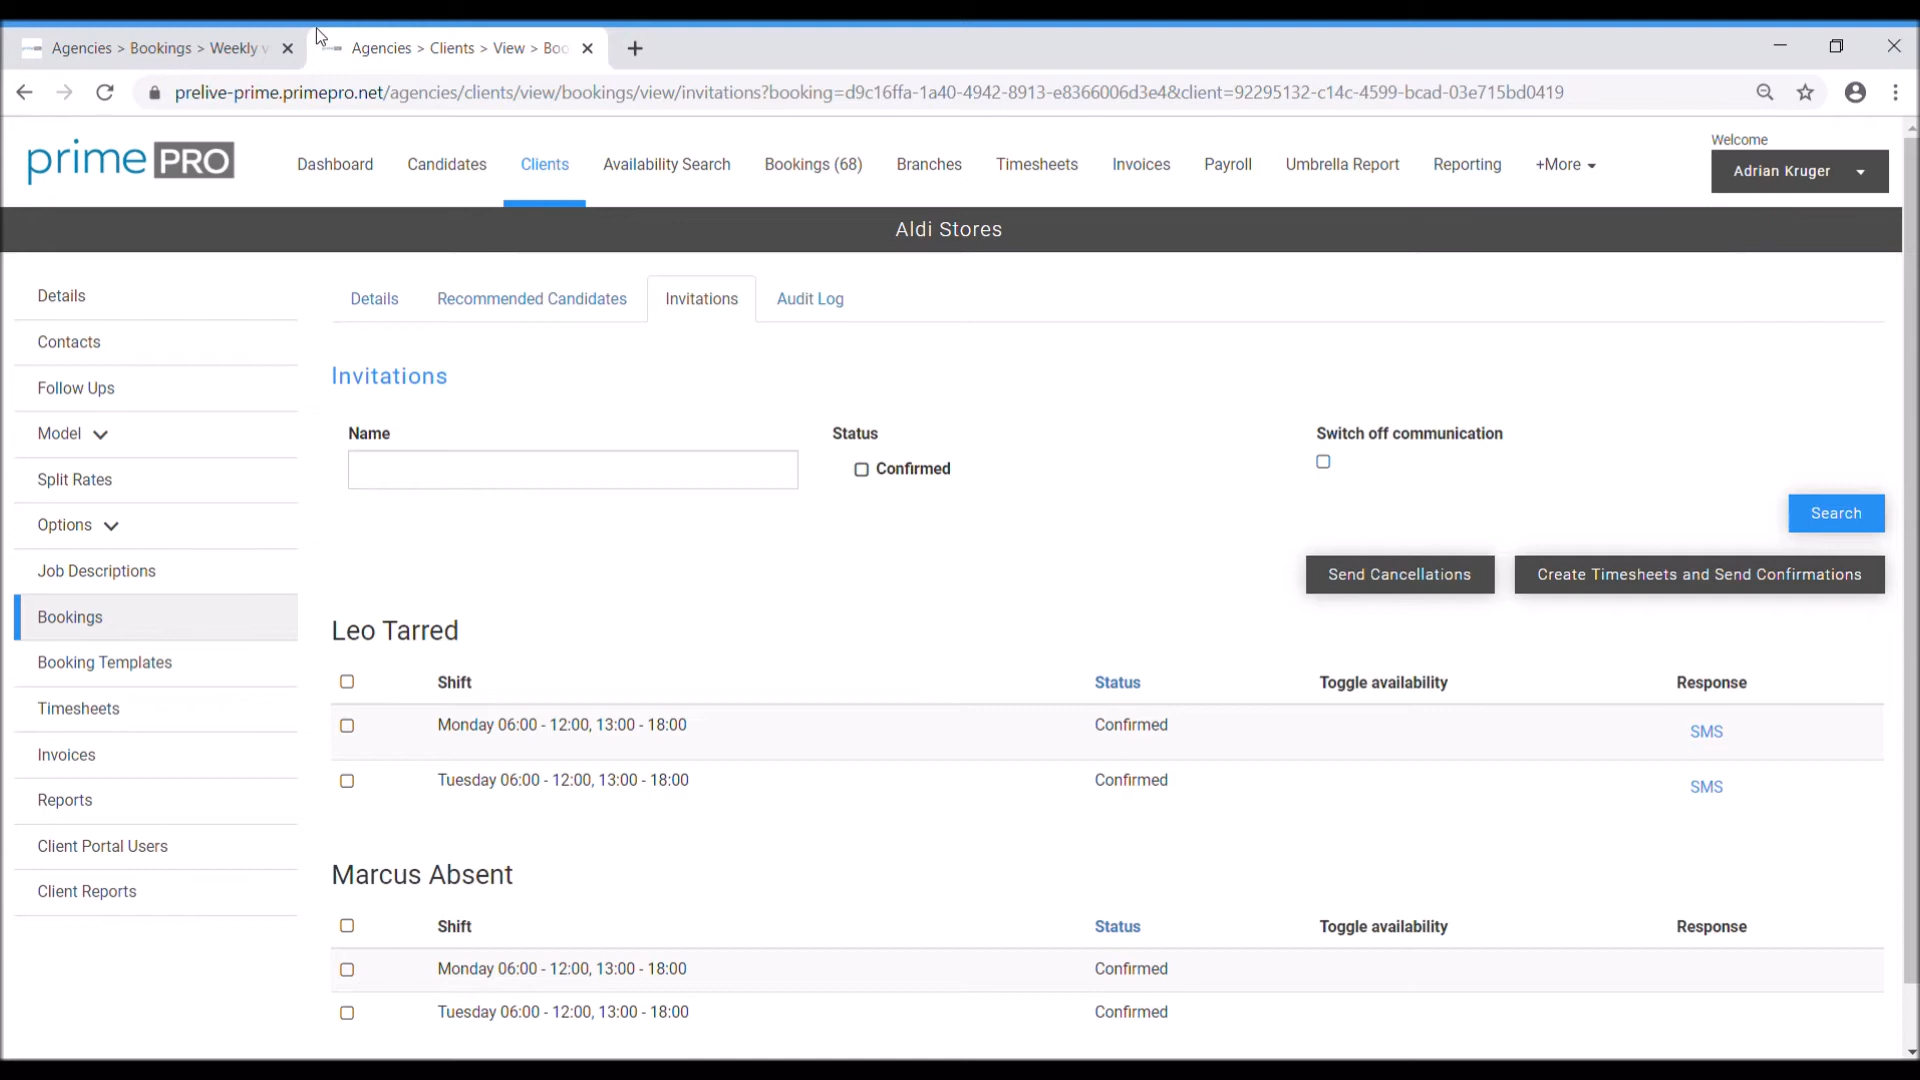 Agencies > Bookings > Weekly v
Agencies > Clients > View > Boo
prelive-prime.primepro.net/agencies/clients/view/bookings/view/invitations?booking=d9c16ffa-1a40-4942-8913-e8366006d3e4&client=92295132-c14c-4599-bcad-03e715bd0419
prime PRO
Dashboard
Candidates
Clients
Availability Search
Bookings (68)
Branches
Timesheets
Invoices
Payroll
Umbrella Report
Reporting
+More
Welcome
Adrian Kruger
Aldi Stores
Details
Contacts
Follow Ups
Model
Split Rates
Options
Job Descriptions
Bookings
Booking Templates
Timesheets
Invoices
Reports
Client Portal Users
Client Reports
Details
Recommended Candidates
Invitations
Audit Log
Invitations
Name
Status
Confirmed
Switch off communication
Search
Send Cancellations
Create Timesheets and Send Confirmations
Leo Tarred
Shift Status Toggle availability Response
Monday 06:00 - 12:00, 13:00 - 18:00 Confirmed SMS
Tuesday 06:00 - 12:00, 13:00 - 18:00 Confirmed SMS
Marcus Absent
Shift Status Toggle availability Response
Monday 06:00 - 12:00, 13:00 - 18:00 Confirmed
Tuesday 06:00 - 12:00, 13:00 - 18:00 Confirmed